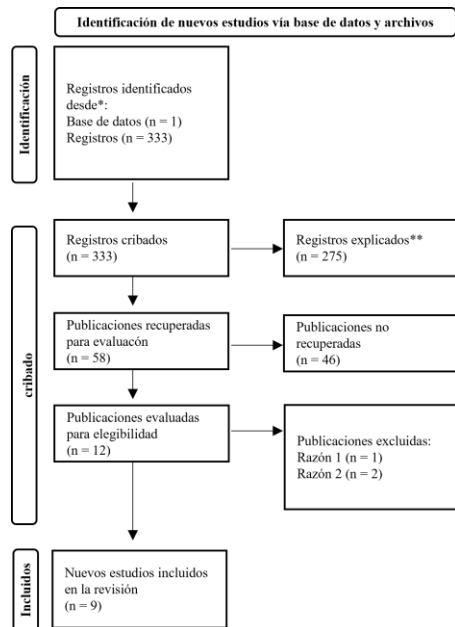 Identificación de nuevos estudios vía base de datos y archivos
Identificación
Registros identificados
desde*:
Base de datos (n = 1)
Registros (n = 333)
cribado
Registros cribados
(n = 333)
Registros explicados**
(n = 275)
Publicaciones recuperadas
para evaluacón
(n = 58)
Publicaciones no
recuperadas
(n = 46)
Publicaciones evaluadas
para elegibilidad
(n = 12)
Publicaciones excluidas:
Razón 1 (n = 1)
Razón 2 (n = 2)
Incluidos
Nuevos estudios incluidos
en la revisión
(n = 9)